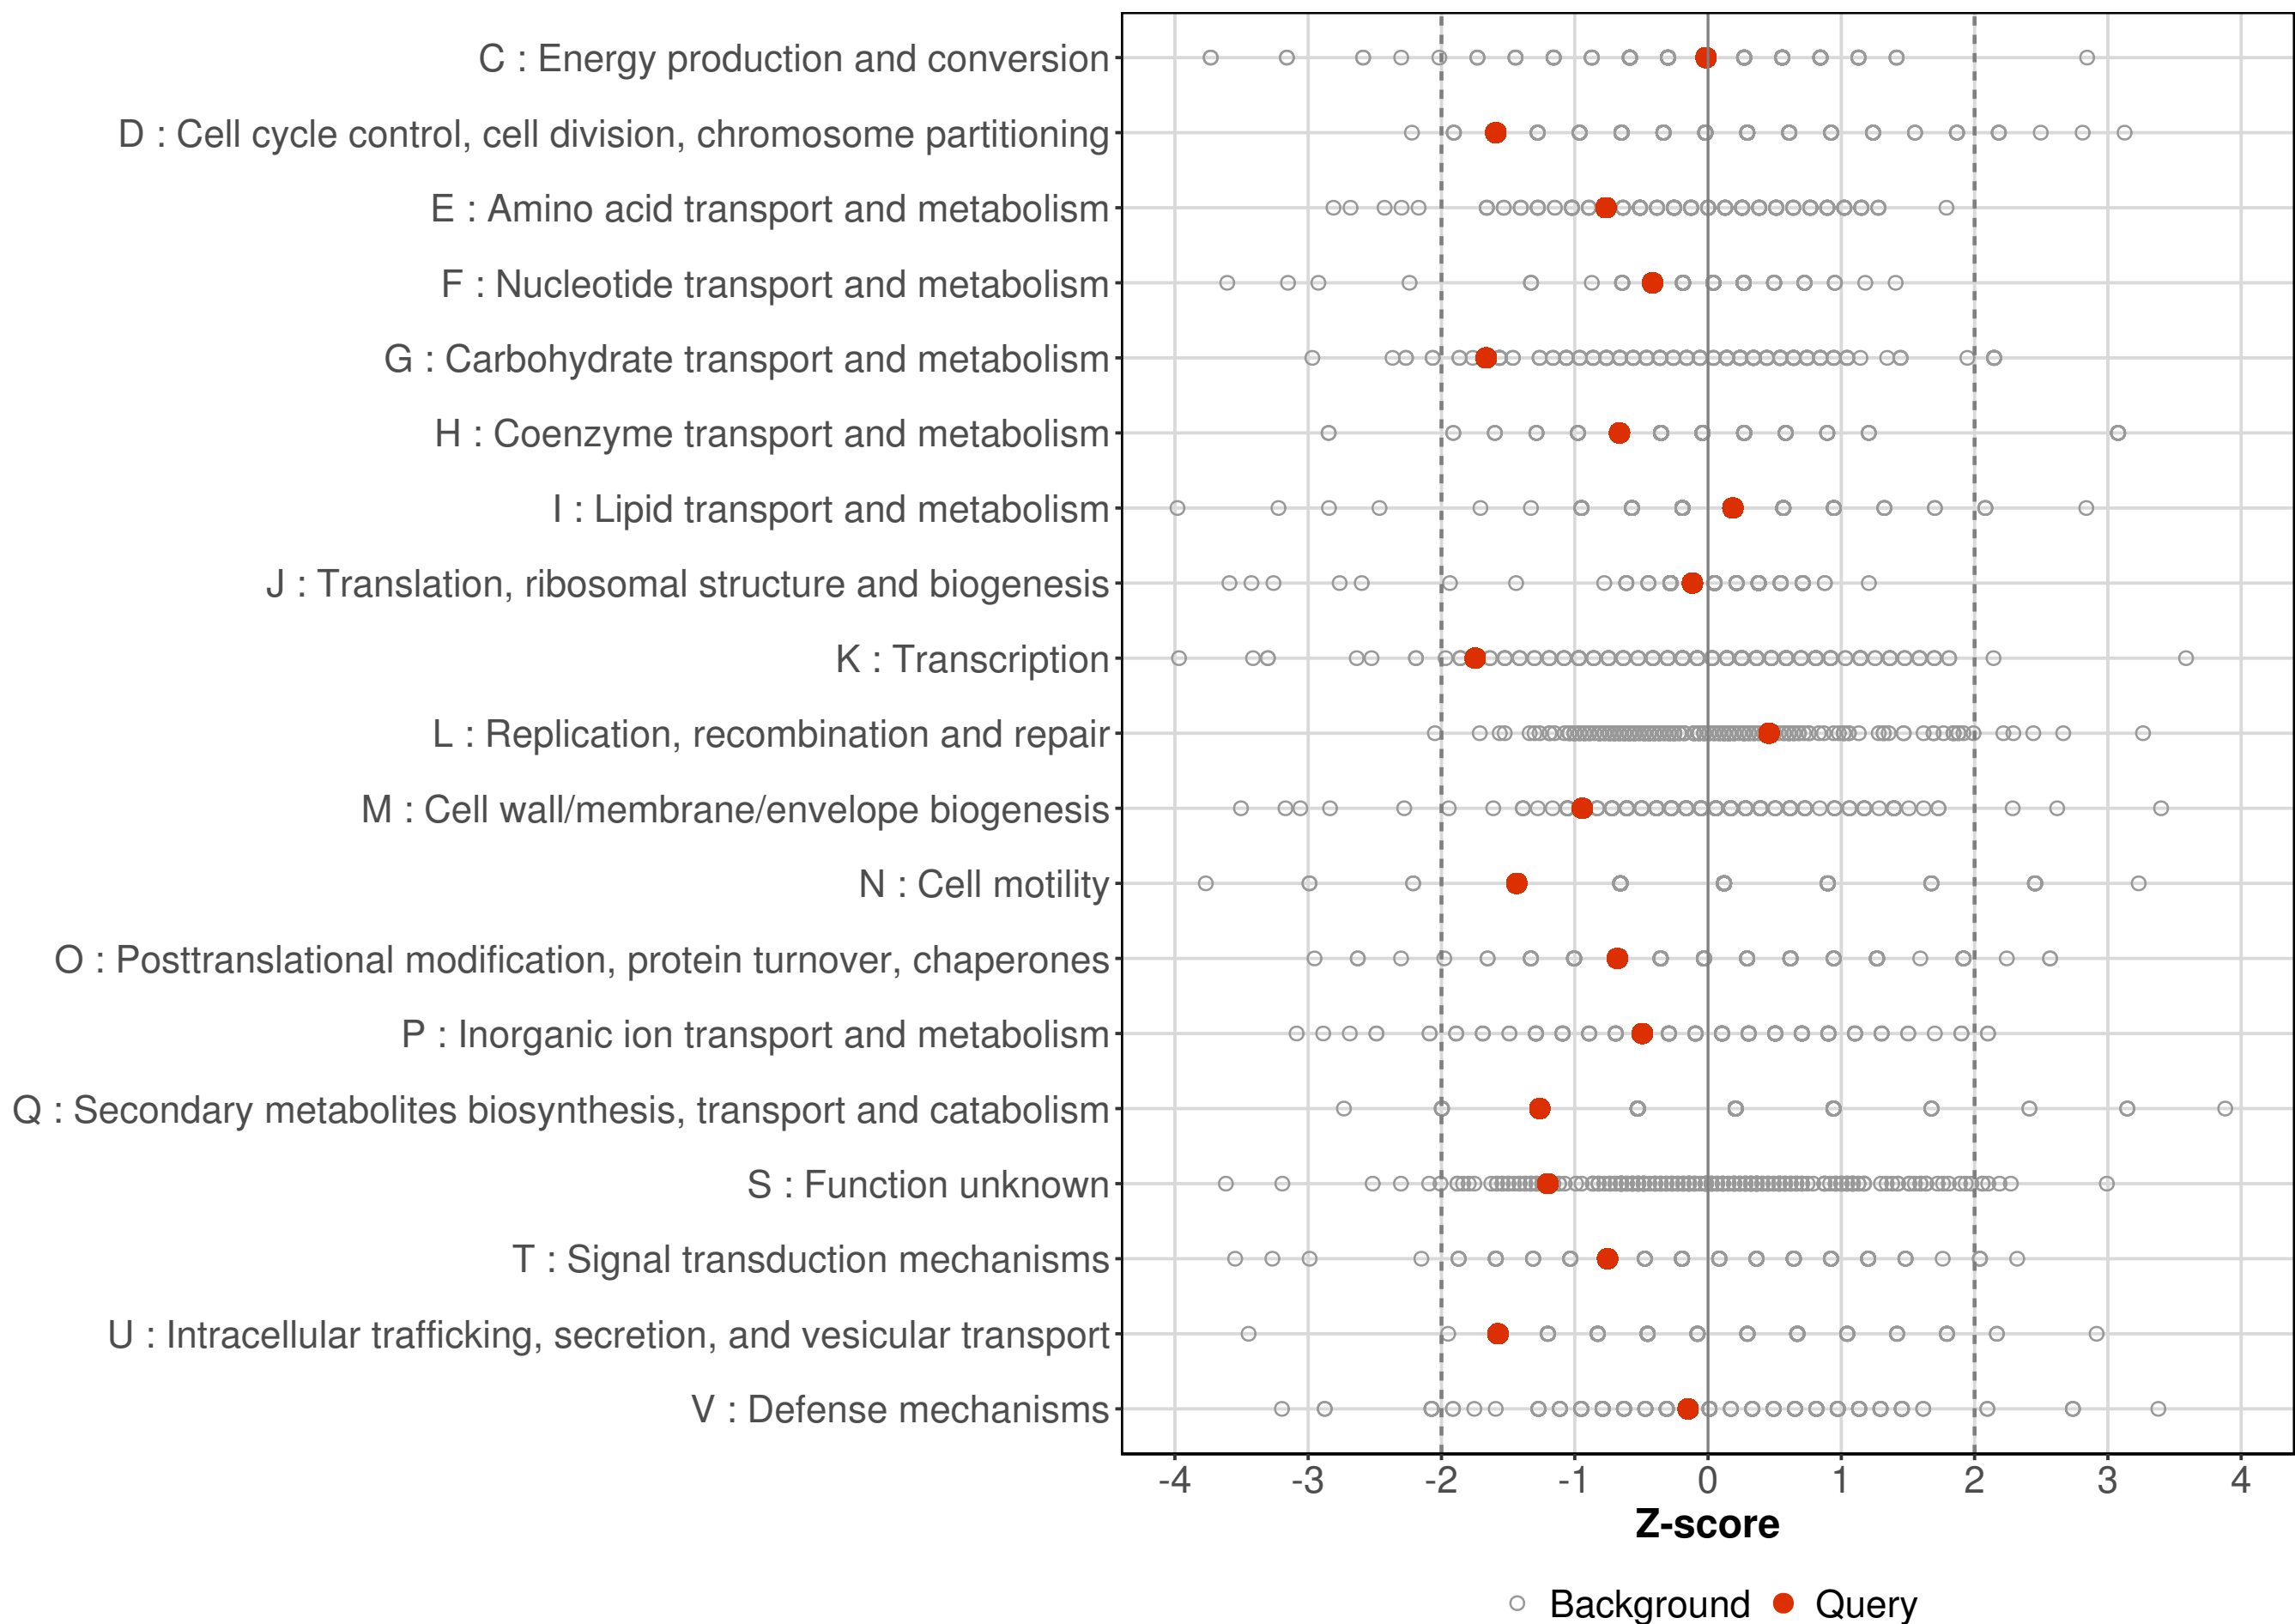 C : Energy production and conversion
D : Cell cycle control, cell division, chromosome partitioning
E : Amino acid transport and metabolism
F : Nucleotide transport and metabolism
G : Carbohydrate transport and metabolism
H : Coenzyme transport and metabolism
I : Lipid transport and metabolism
J : Translation, ribosomal structure and biogenesis
K : Transcription
L : Replication, recombination and repair
M : Cell wall/membrane/envelope biogenesis
N : Cell motility
O : Posttranslational modification, protein turnover, chaperones
P : Inorganic ion transport and metabolism
Q : Secondary metabolites biosynthesis, transport and catabolism
S : Function unknown
T : Signal transduction mechanisms
U : Intracellular trafficking, secretion, and vesicular transport
V : Defense mechanisms
-4 -3 -2 -1 0 1 2 3 4
Z-score
Background Query